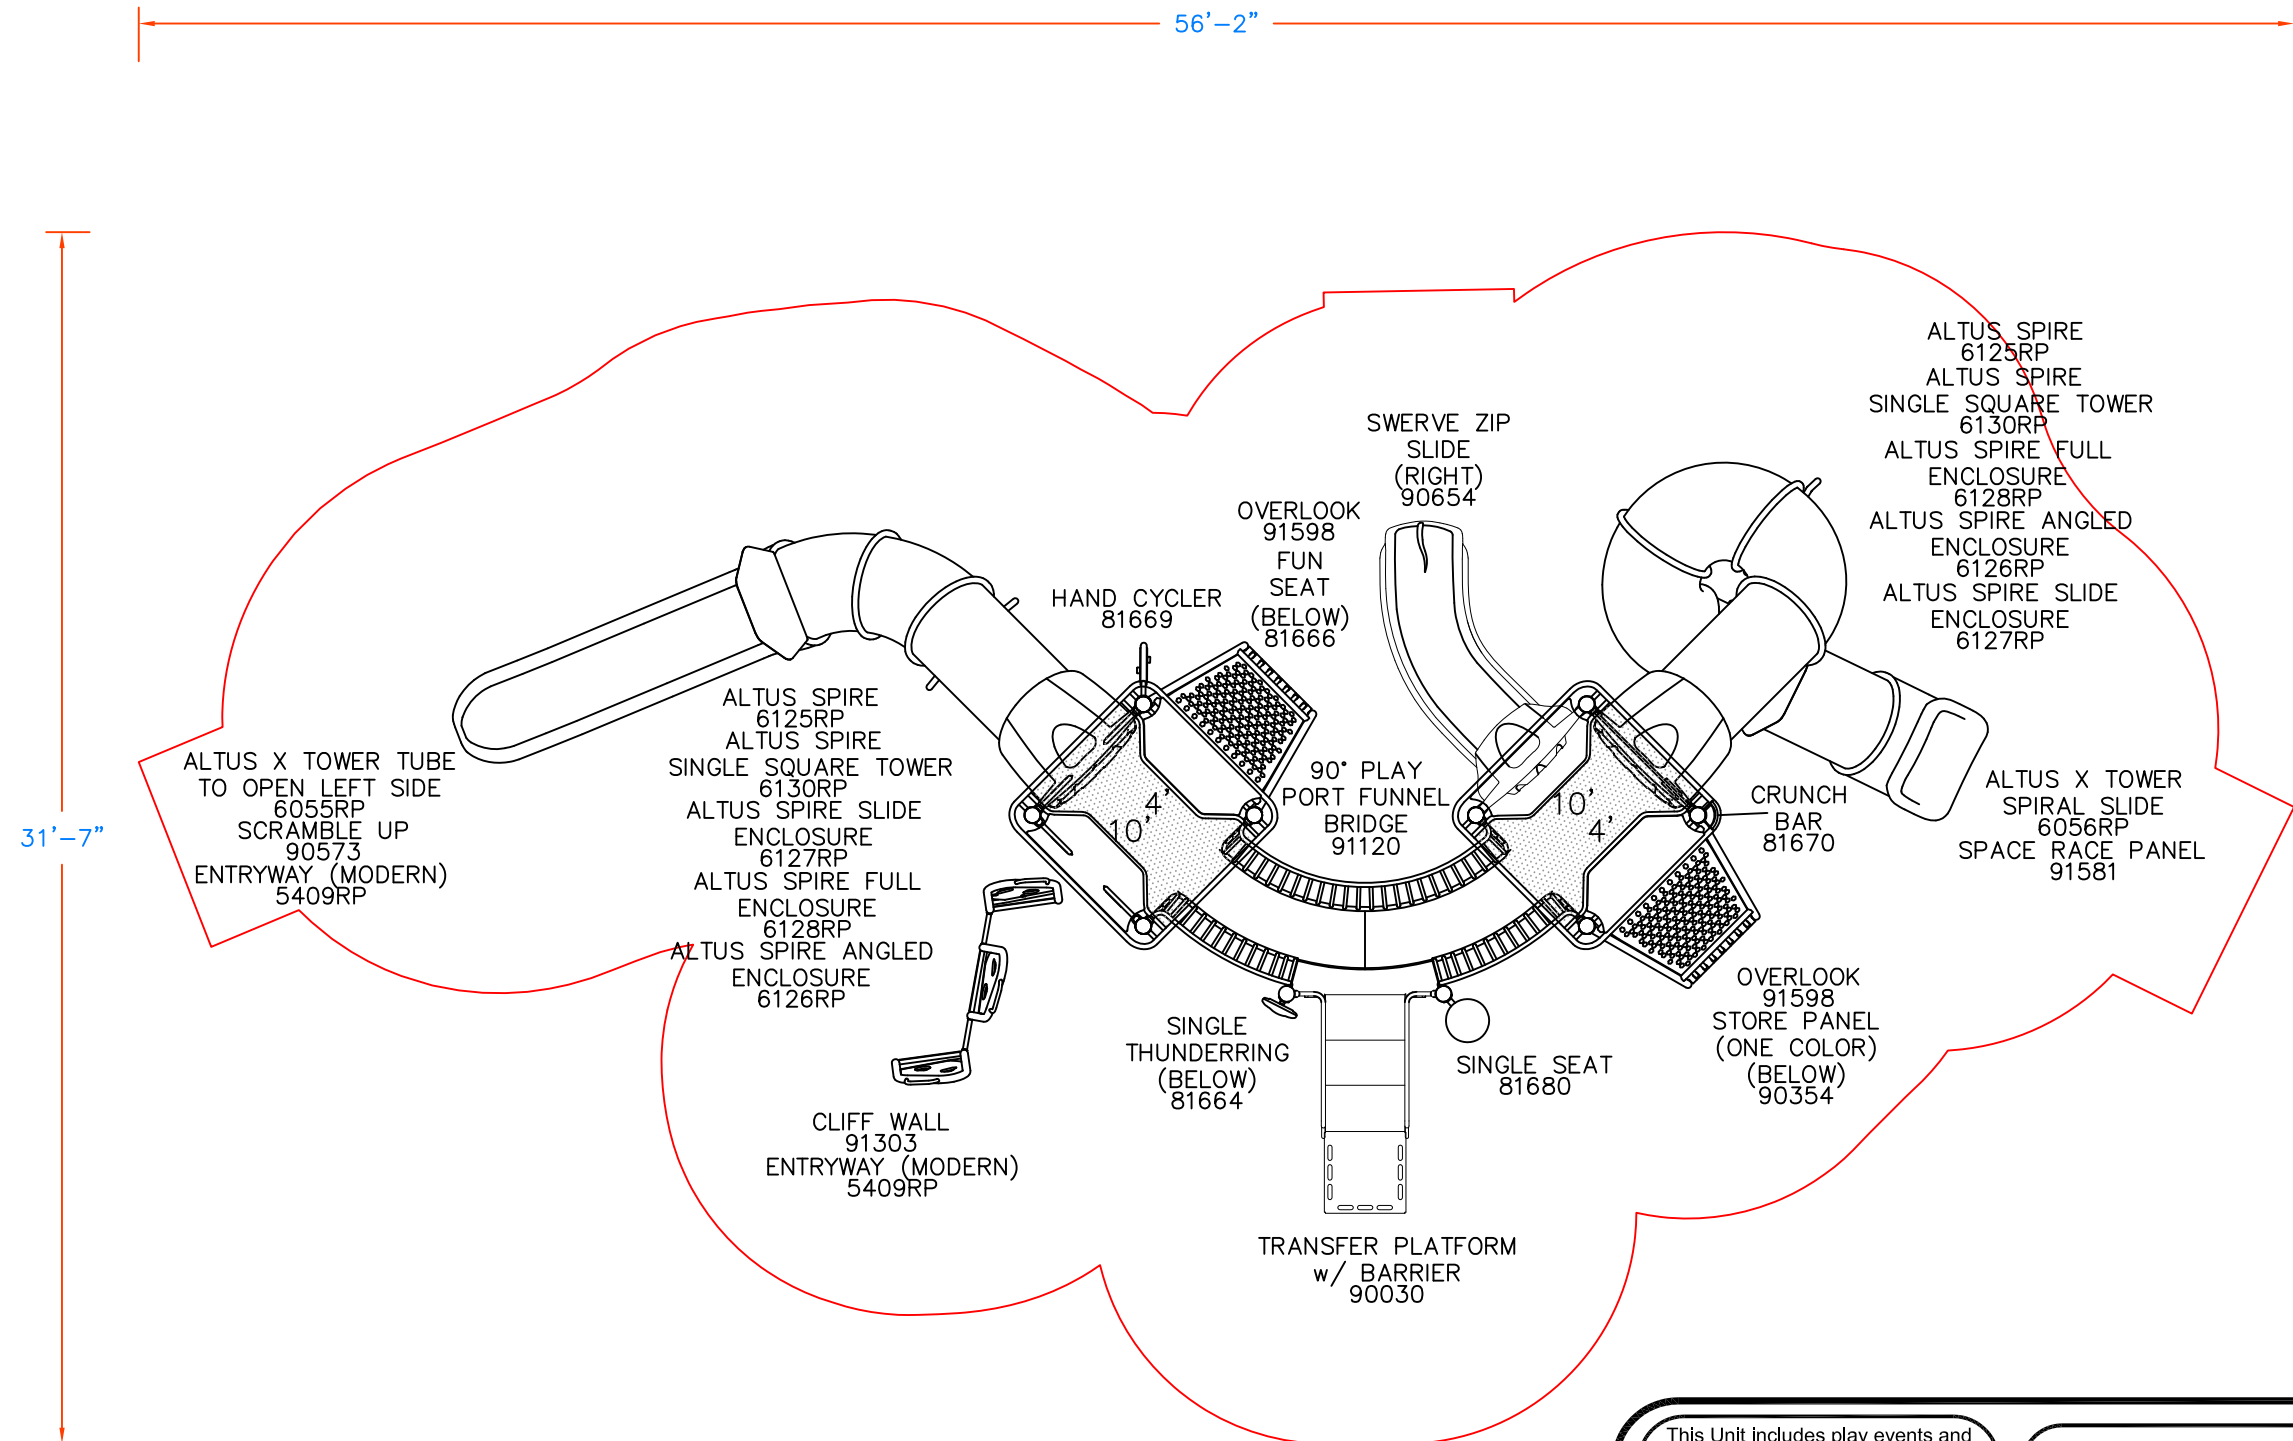 56'-2"
31'-7"
ALTUS SPIRE
6125RP
ALTUS SPIRE
SINGLE SQUARE TOWER
6130RP
ALTUS SPIRE FULL
ENCLOSURE
6128RP
ALTUS SPIRE ANGLED
ENCLOSURE
6126RP
ALTUS SPIRE SLIDE
ENCLOSURE
6127RP
SWERVE ZIP
SLIDE
(RIGHT)
90654
OVERLOOK
91598
FUN
SEAT
(BELOW)
81666
HAND CYCLER
81669
ALTUS SPIRE
6125RP
ALTUS SPIRE
SINGLE SQUARE TOWER
6130RP
ALTUS SPIRE SLIDE
ENCLOSURE
6127RP
ALTUS SPIRE FULL
ENCLOSURE
6128RP
ALTUS SPIRE ANGLED
ENCLOSURE
6126RP
ALTUS X TOWER TUBE
TO OPEN LEFT SIDE
6055RP
SCRAMBLE UP
90573
ENTRYWAY (MODERN)
5409RP
4'
10'
90° PLAY
PORT FUNNEL
BRIDGE
91120
10'
4'
CRUNCH
BAR
81670
ALTUS X TOWER
SPIRAL SLIDE
6056RP
SPACE RACE PANEL
91581
OVERLOOK
91598
STORE PANEL
(ONE COLOR)
(BELOW)
90354
SINGLE
THUNDERRING
(BELOW)
81664
SINGLE SEAT
81680
CLIFF WALL
91303
ENTRYWAY (MODERN)
5409RP
TRANSFER PLATFORM
w/ BARRIER
90030
This Unit includes play events and